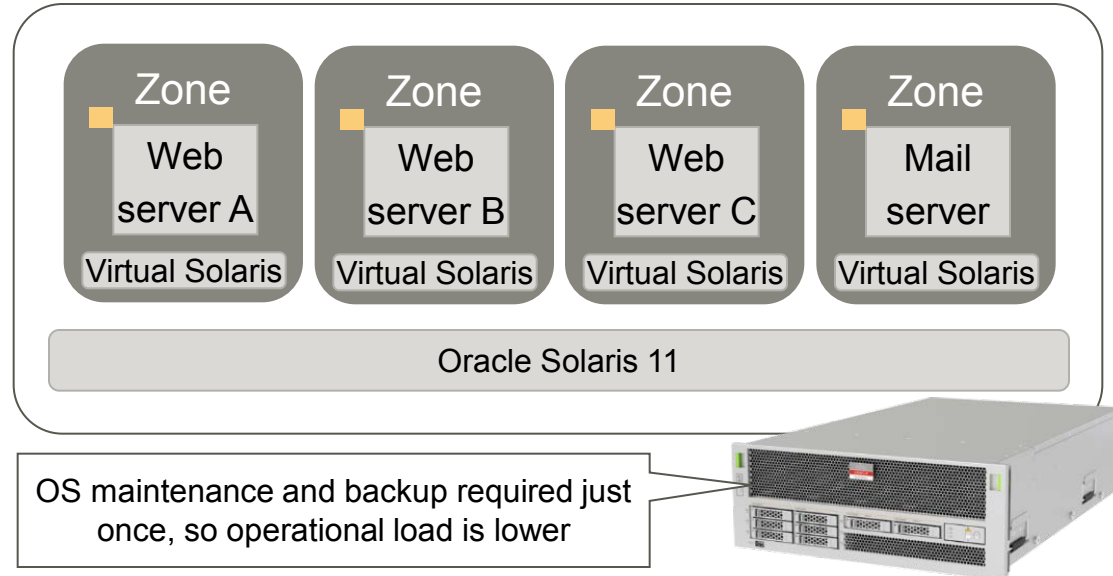 Zone
Web
server A
Virtual Solaris
Zone
Web
server B
Virtual Solaris
Zone
Web
server C
Virtual Solaris
Zone
Mail
server
Virtual Solaris
Oracle Solaris 11
OS maintenance and backup required just
once, so operational load is lower